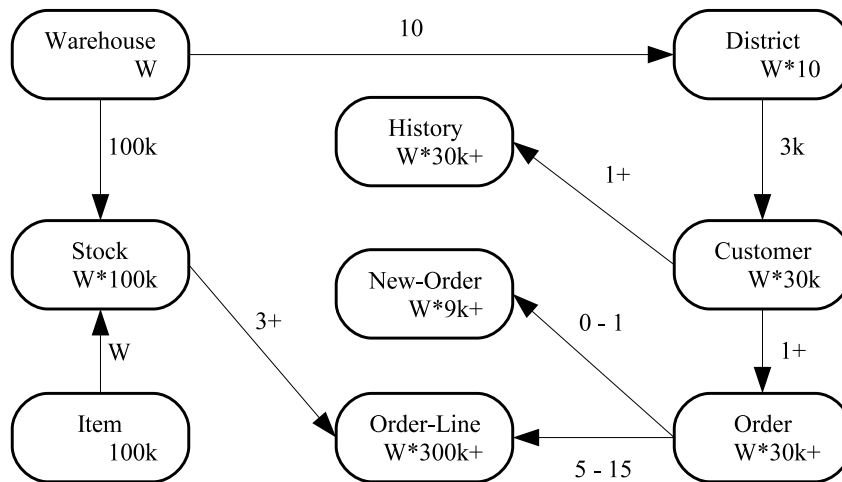 Warehouse
W
10
District
W*10
100k
History
W*30k+
1+
3k
Stock
W*100k
3+
New-Order
W*9k+
0 - 1
Customer
W*30k
W
1+
Item
100k
Order-Line
W*300k+
5 - 15
Order
W*30k+